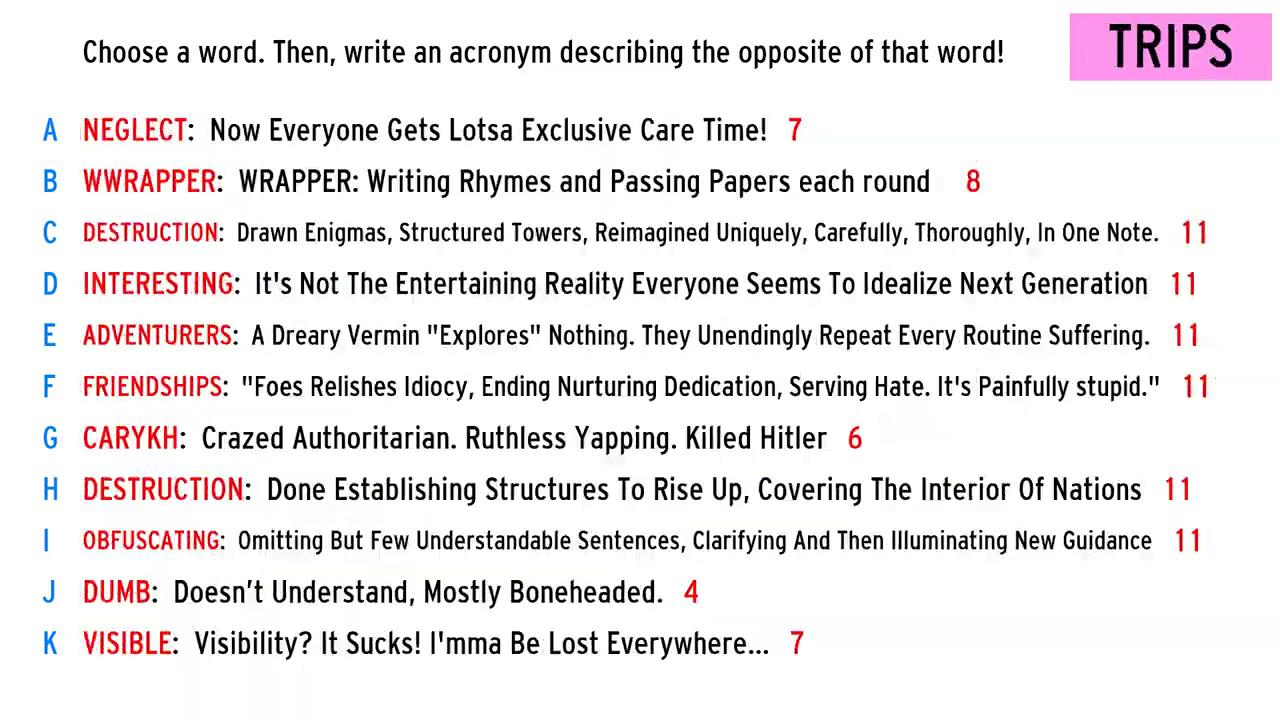 Choose a word. Then, write an acronym describing the opposite of that word!
TRIPS
A NEGLECT: Now Everyone Gets Lotsa Exclusive Care Time! 7
B WWRAPPER: WRAPPER: Writing Rhymes and Passing Papers each round 8
C DESTRUCTION: Drawn Enigmas, Structured Towers, Reimagined Uniquely, Carefully, Thoroughly, In One Note. 11
D INTERESTING: It's Not The Entertaining Reality Everyone Seems To Idealize Next Generation 11
E ADVENTURERS: A Dreary Vermin "Explores" Nothing. They Unendingly Repeat Every Routine Suffering. 11
F FRIENDSHIPS: "Foes Relishes Idiocy, Ending Nurturing Dedication, Serving Hate. It's Painfully stupid." 11
G CARYKH: Crazed Authoritarian. Ruthless Yapping. Killed Hitler 6
H DESTRUCTION: Done Establishing Structures To Rise Up, Covering The Interior Of Nations 11
I OBFUSCATING: Omitting But Few Understandable Sentences, Clarifying And Then Illuminating New Guidance 11
J DUMB: Doesn’t Understand, Mostly Boneheaded. 4
K VISIBLE: Visibility? It Sucks! I'mma Be Lost Everywhere... 7